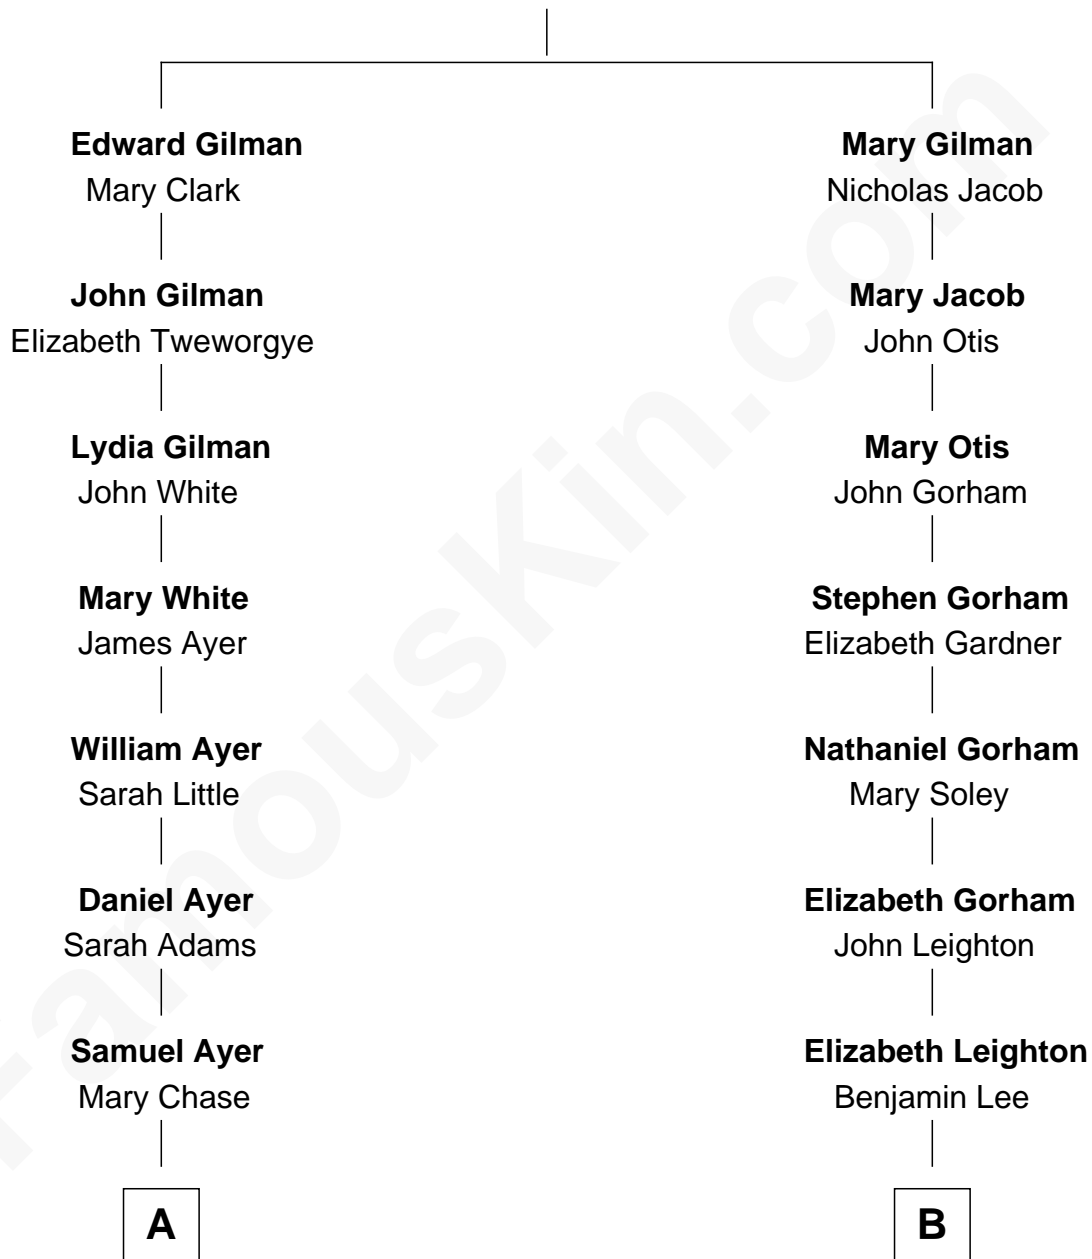 Edward Gilman
Mary Clark
John Gilman
Elizabeth Tweworgye
Lydia Gilman
John White
Mary White
James Ayer
William Ayer
Sarah Little
Daniel Ayer
Sarah Adams
Samuel Ayer
Mary Chase
A
Mary Gilman
Nicholas Jacob
Mary Jacob
John Otis
Mary Otis
John Gorham
Stephen Gorham
Elizabeth Gardner
Nathaniel Gorham
Mary Soley
Elizabeth Gorham
John Leighton
Elizabeth Leighton
Benjamin Lee
B
FamousKin.com